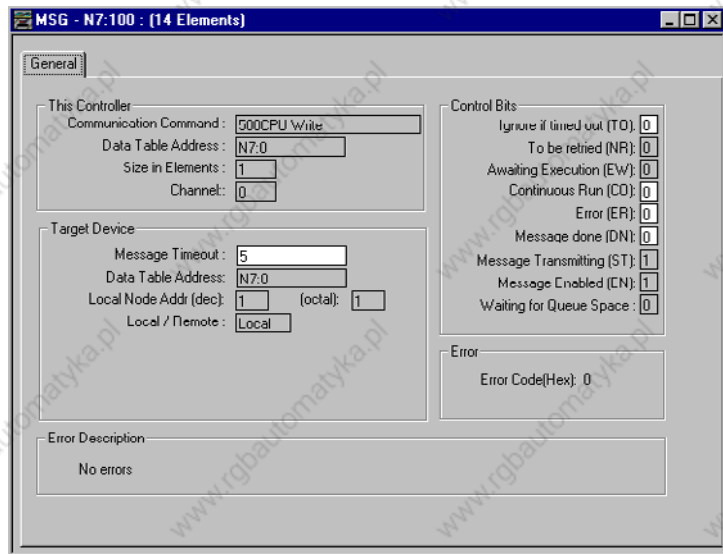 MSG - N7:100 : (14 Elements)
General
This Controller
Communication Command : 500CPU Write
Data Table Address : N7:0
Size in Elements : 1
Channel: 0
Target Device
Message Timeout : 5
Data Table Address: N7:0
Local Node Addr (dec): 1 (octal): 1
Local / Remote : Local
Control Bits
Ignore if timed out (TO): 0
To be retried (NR): 0
Awaiting Execution (EW): 0
Continuous Run (CO): 0
Error (ER): 0
Message done (DN): 0
Message Transmitting (ST): 1
Message Enabled (EN): 1
Waiting for Queue Space : 0
Error
Error Code(Hex): 0
Error Description
No errors
www.rgbautomatyka.pl